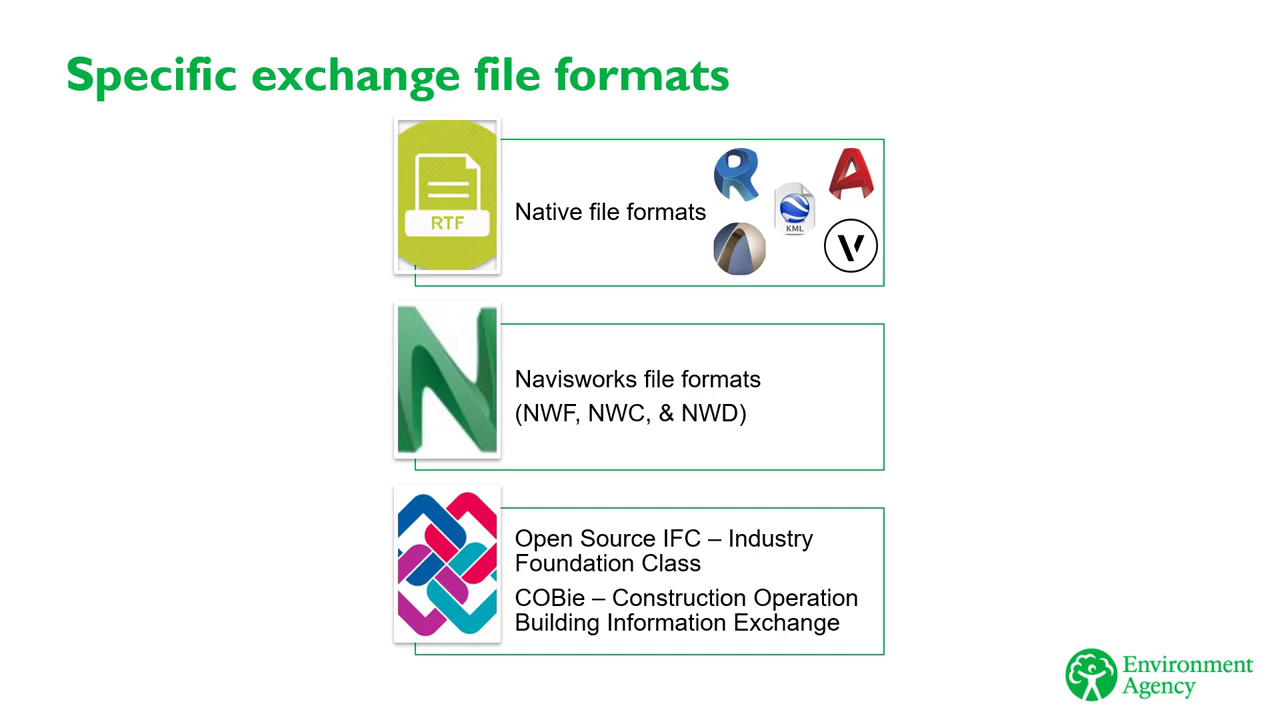 Specific exchange file formats
RTF
Native file formats
KML
Navisworks file formats
(NWF, NWC, & NWD)
Open Source IFC – Industry
Foundation Class
COBie – Construction Operation
Building Information Exchange
Environment
Agency